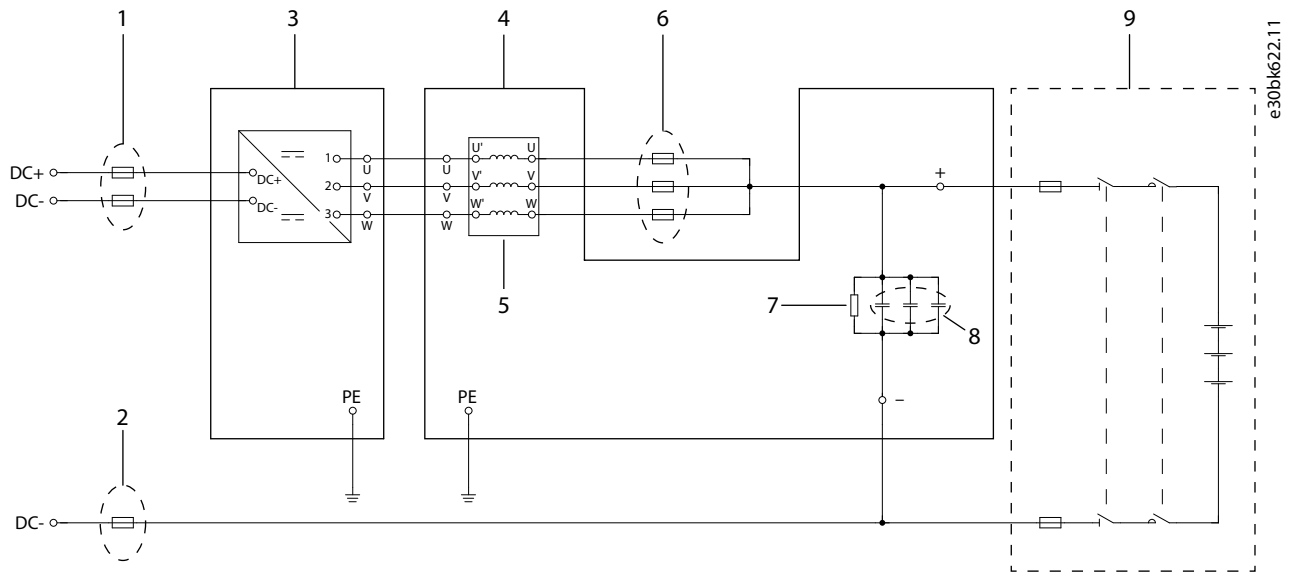 1 3 4 6 9
e30bk622.11
DC+
DC-
DC+
DC-
1
2
3
U
V
W
U
V
W
U' U
V' V
W' W
+
5
7
8
PE
PE
−
2
DC-